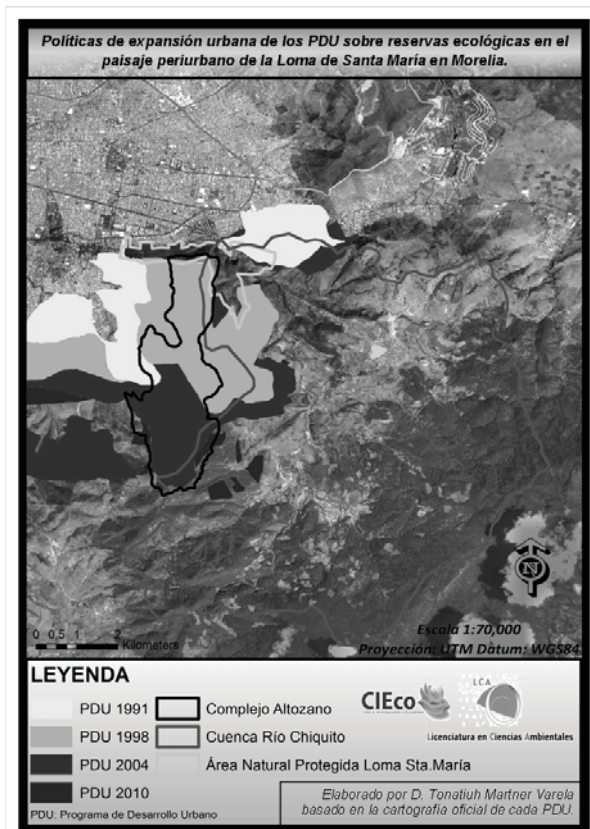 Políticas de expansión urbana de los PDU sobre reservas ecológicas en el
paisaje periurbano de la Loma de Santa María en Morelia.
N
Escala 1:70,000
0 0,5 1 2
Kilometers
Proyección: UTM Datum: WGS84
LEYENDA
PDU 1991
Complejo Altozano
PDU 1998
Cuenca Río Chiquito
PDU 2004
Área Natural Protegida Loma Sta.María
PDU 2010
PDU: Programa de Desarrollo Urbano
CIEco
L C A
Licenciatura en Ciencias Ambientales
Elaborado por D. Tonatiuh Martner Varela
basado en la cartografia oficial de cada PDU.